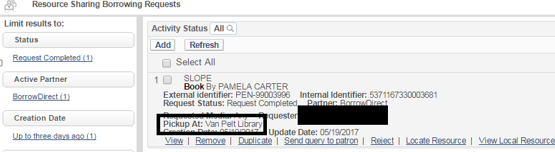 Resource Sharing Borrowing Requests
Limit results to:
Status
Request Completed (1)
Active Partner
BorrowDirect (1)
Creation Date
Up to three days ago (1)
Activity Status All
Add Refresh
Select All
1 SLOPE
Book By PAMELA CARTER
External identifier: PEN-99003996 Internal Identifier: 5371167330003681
Request Status: Request Completed Partner: BorrowDirect
Requested Media: Any Requester
Pickup At: Van Pelt Library
Creation Date: 05/19/2017 Update Date: 05/19/2017
View | Remove | Duplicate | Send query to patron | Reject | Locate Resource | View Local Resource